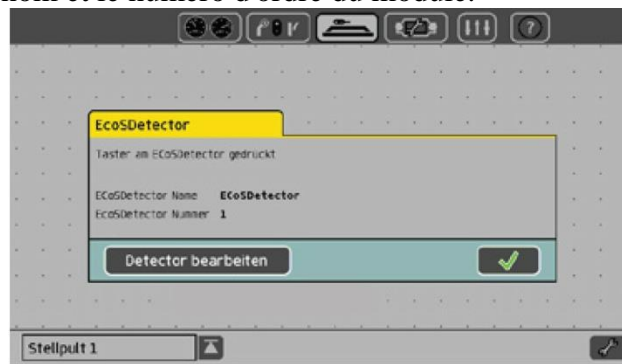 nom et le numéro d'ordre du module.
EcoSDetector
Taster am ECoSDetector gedrückt
ECoSDetector Name ECoSDetector
EcoSDetector Nummer 1
Detector bearbeiten
Stellpult 1